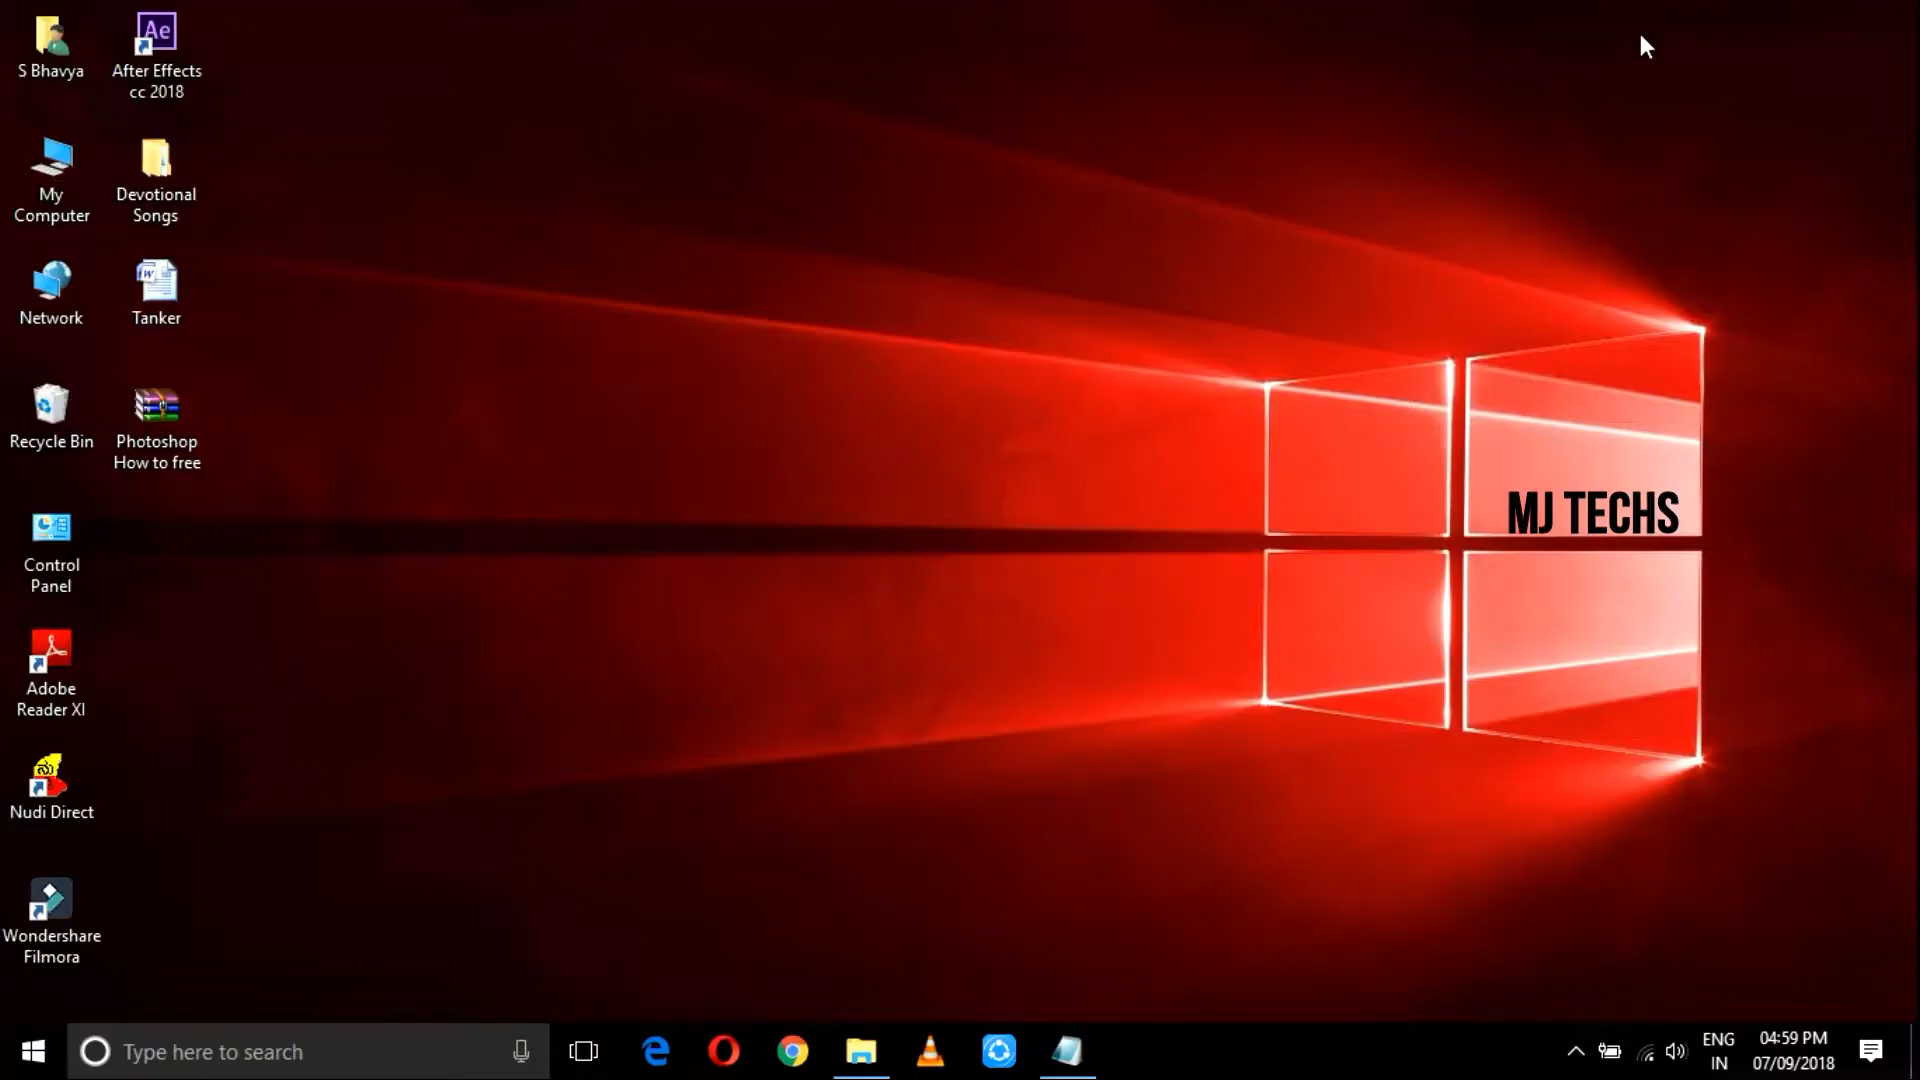 S Bhavya
After Effects
cc 2018
My
Computer
Devotional
Songs
Network
Tanker
Recycle Bin
Photoshop
How to free
Control
Panel
Adobe
Reader XI
Nudi Direct
Wondershare
Filmora
MJ TECHS
Type here to search
ENG
IN
04:59 PM
07/09/2018